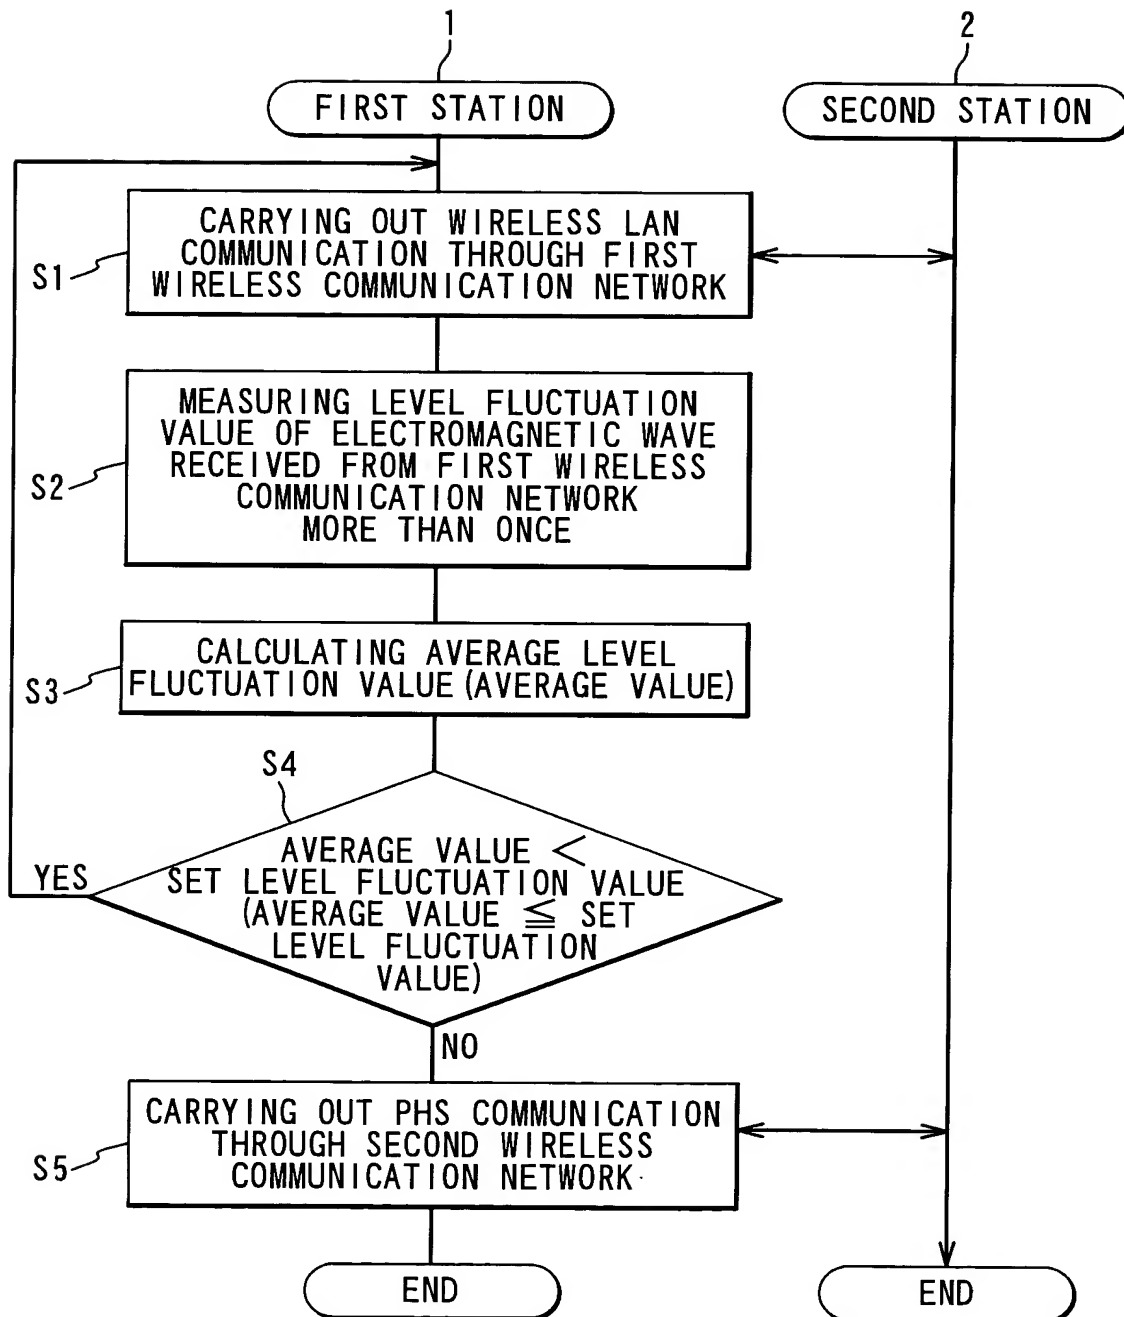 1
2
FIRST STATION
SECOND STATION
S1
CARRYING OUT WIRELESS LAN
COMMUNICATION THROUGH FIRST
WIRELESS COMMUNICATION NETWORK
S2
MEASURING LEVEL FLUCTUATION
VALUE OF ELECTROMAGNETIC WAVE
RECEIVED FROM FIRST WIRELESS
COMMUNICATION NETWORK
MORE THAN ONCE
S3
CALCULATING AVERAGE LEVEL
FLUCTUATION VALUE (AVERAGE VALUE)
S4
YES
AVERAGE VALUE <
SET LEVEL FLUCTUATION VALUE
(AVERAGE VALUE ≦ SET
LEVEL FLUCTUATION
VALUE)
NO
S5
CARRYING OUT PHS COMMUNICATION
THROUGH SECOND WIRELESS
COMMUNICATION NETWORK
END
END